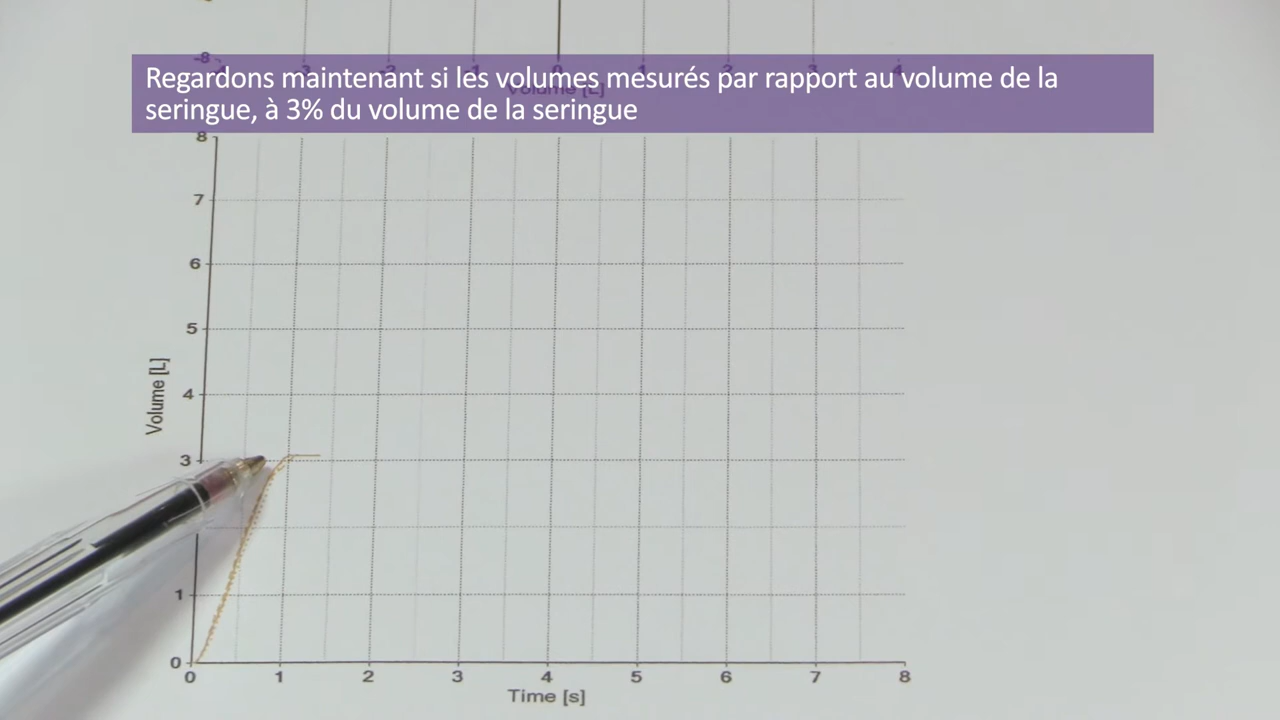 -8
Regardons maintenant si les volumes mesurés par rapport au volume de la
seringue, à 3% du volume de la seringue
8
7
6
5
4
3
1
0
Volume [L]
0 1 2 3 4 5 6 7 8
Time [s]